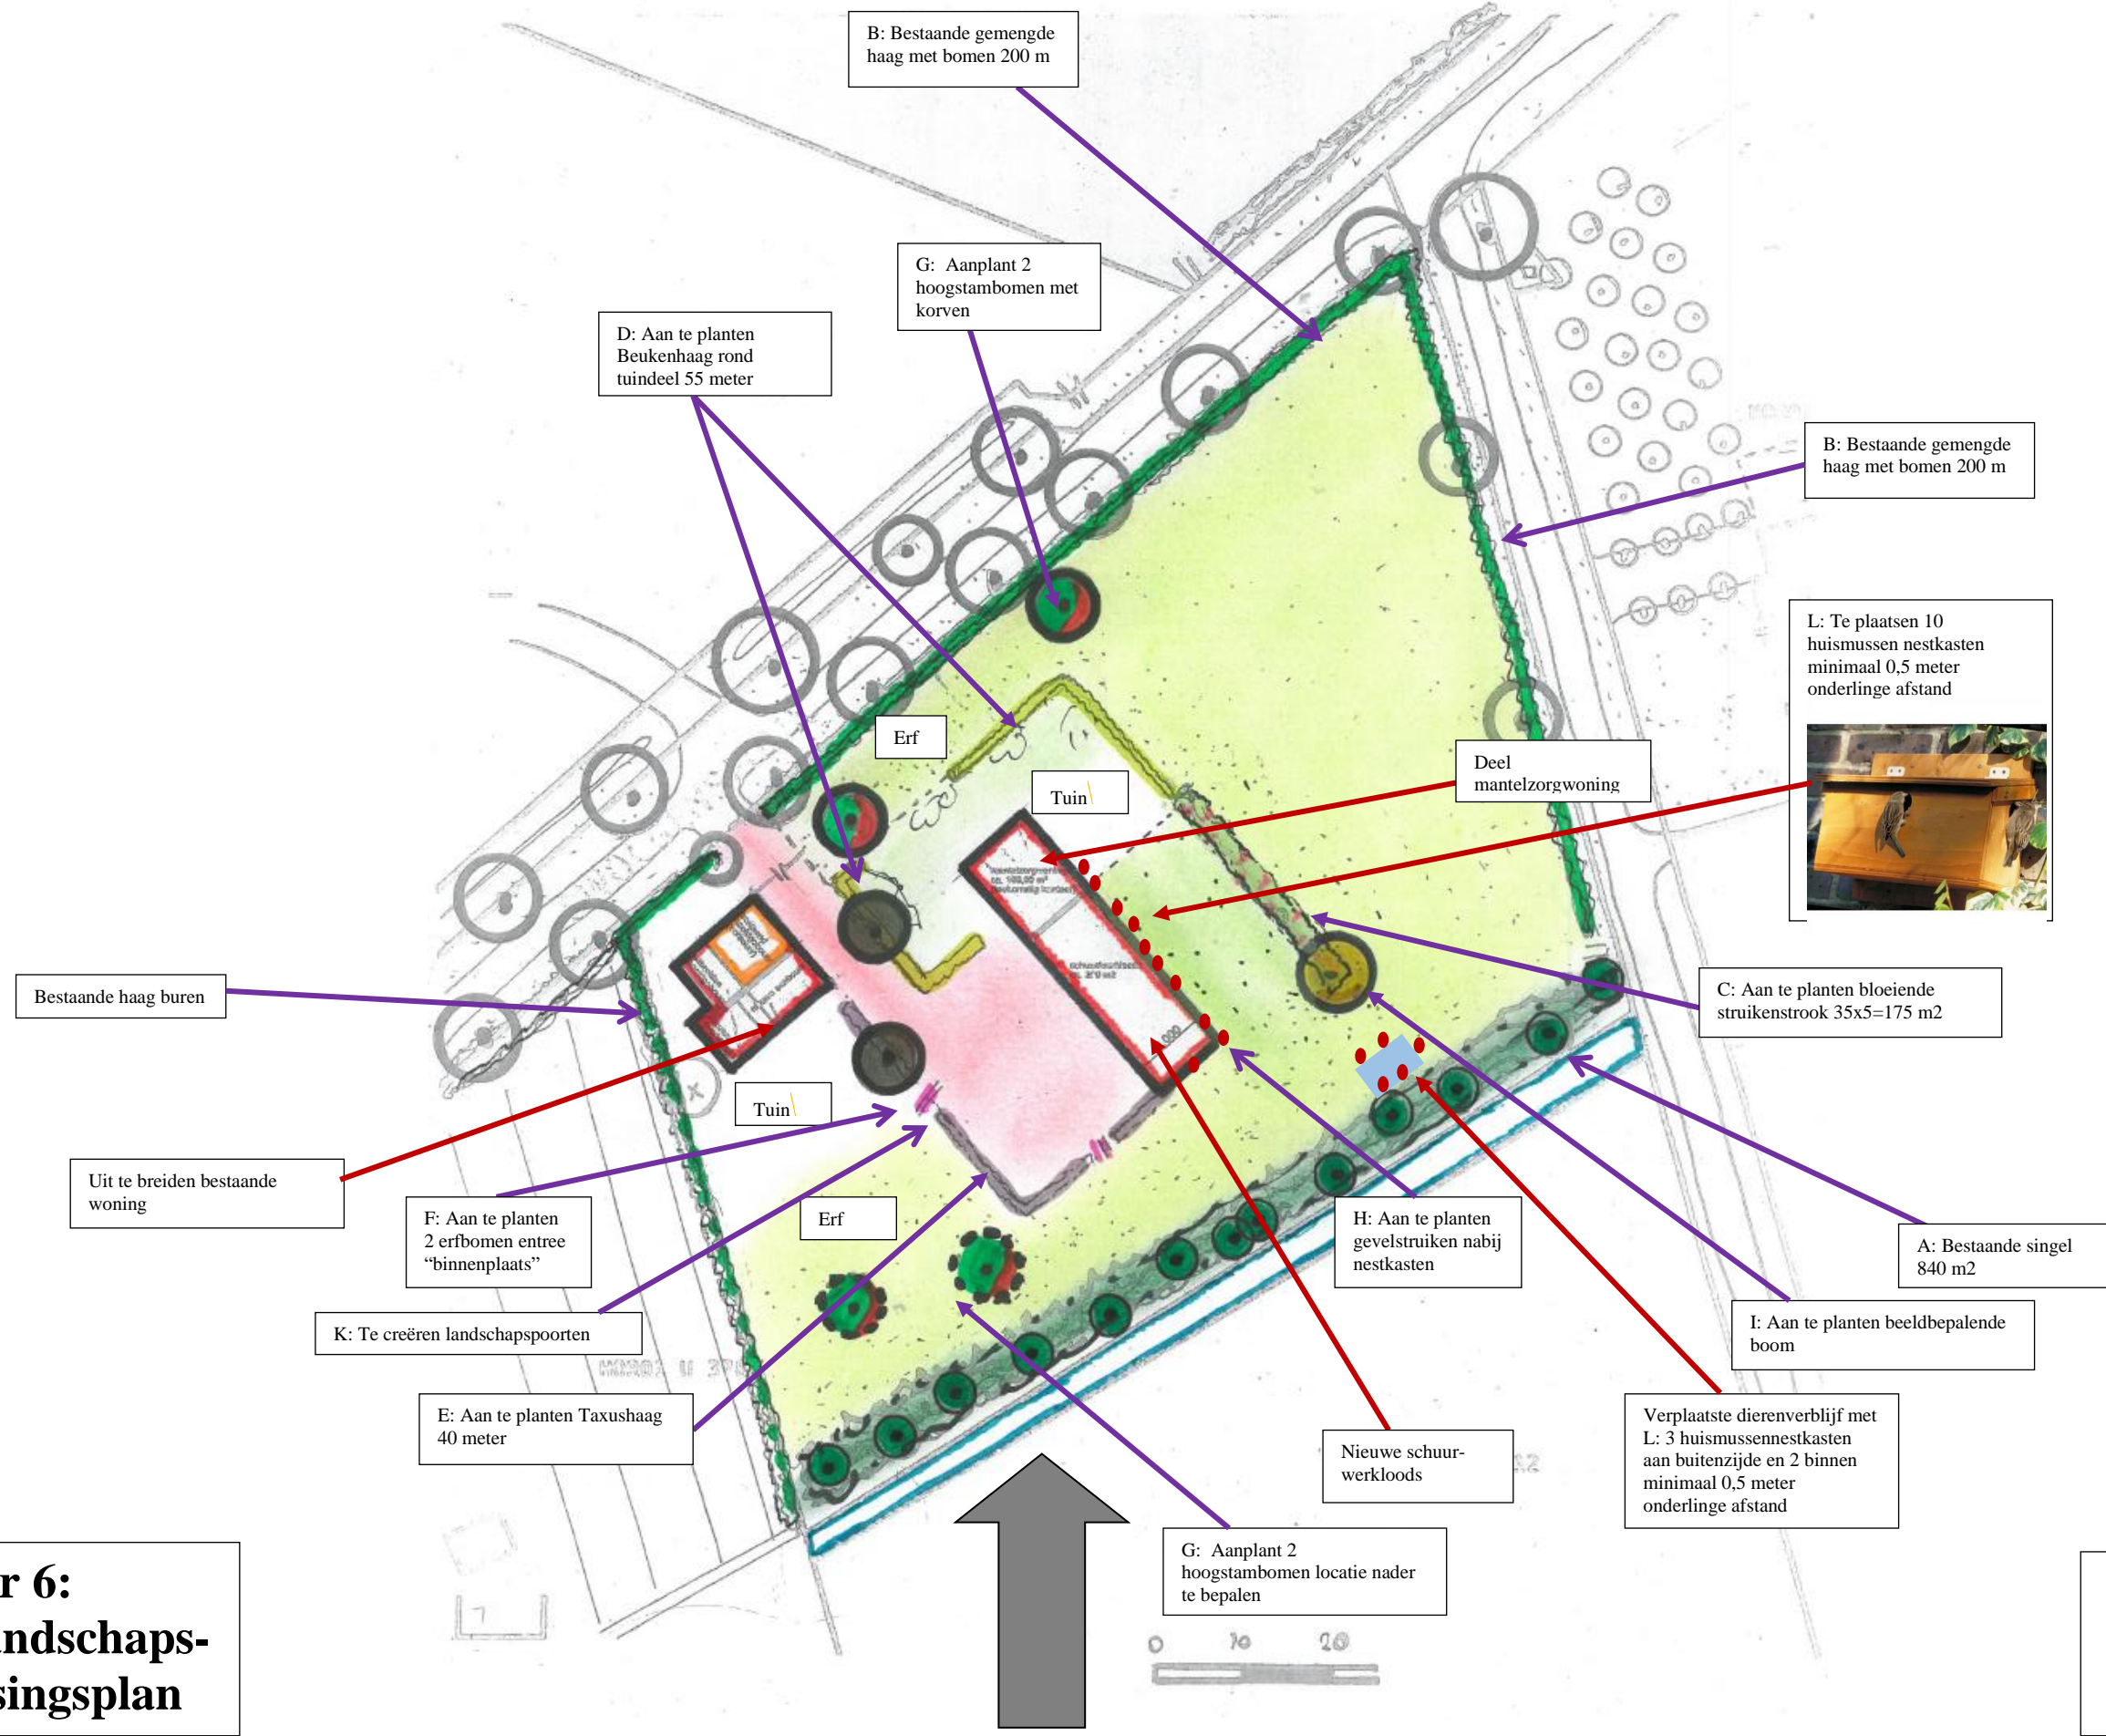 B: Bestaande gemengde
haag met bomen 200 m
G: Aanplant 2
hoogstambomen met
korven
D: Aan te planten
Beukenhaag rond
tuindeel 55 meter
B: Bestaande gemengde
haag met bomen 200 m
L: Te plaatsen 10
huismussen nestkasten
minimaal 0,5 meter
onderlinge afstand
Erf
Deel
mantelzorgwoning
Tuin
Bestaande haag buren
C: Aan te planten bloeiende
struikenstrook 35x5=175 m2
Tuin
Uit te breiden bestaande
woning
F: Aan te planten
2 erfbomen entree
“binnenplaats”
Erf
H: Aan te planten
gevelstruiken nabij
nestkasten
A: Bestaande singel
840 m2
K: Te creëren landschapspoorten
I: Aan te planten beeldbepalende
boom
E: Aan te planten Taxushaag
40 meter
Verplaatste dierenverblijf met
L: 3 huismussennestkasten
aan buitenzijde en 2 binnen
minimaal 0,5 meter
onderlinge afstand
Nieuwe schuur-
werkloods
G: Aanplant 2
hoogstambomen locatie nader
te bepalen
r 6:
andschaps-
singsplan
0 10 20